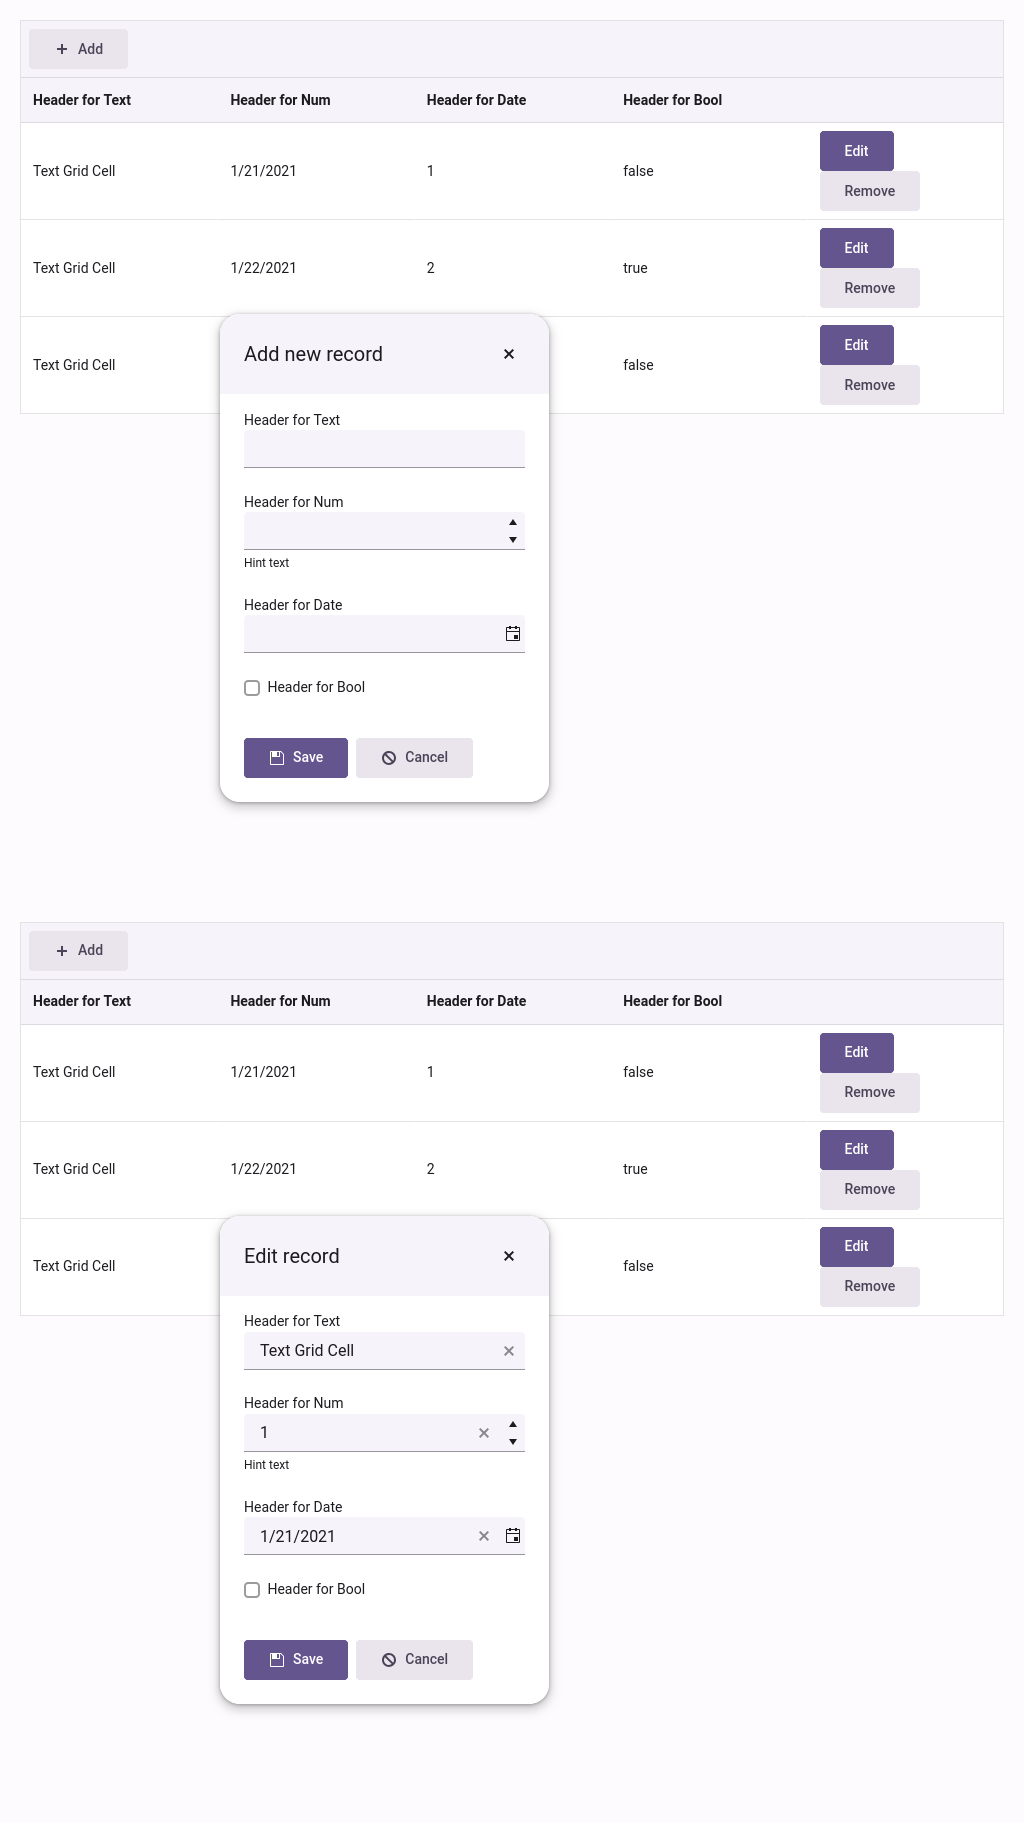 Add
Header for Text Header for Num Header for Date Header for Bool
Text Grid Cell 1/21/2021 1 false Edit
Remove
Text Grid Cell 1/22/2021 2 true Edit
Remove
Text Grid Cell false Edit
Remove
Add new record
Header for Text
Header for Num
Hint text
Header for Date
Header for Bool
Save Cancel
Add
Header for Text Header for Num Header for Date Header for Bool
Text Grid Cell 1/21/2021 1 false Edit
Remove
Text Grid Cell 1/22/2021 2 true Edit
Remove
Text Grid Cell false Edit
Remove
Edit record
Header for Text
Text Grid Cell
Header for Num
1
Hint text
Header for Date
1/21/2021
Header for Bool
Save Cancel